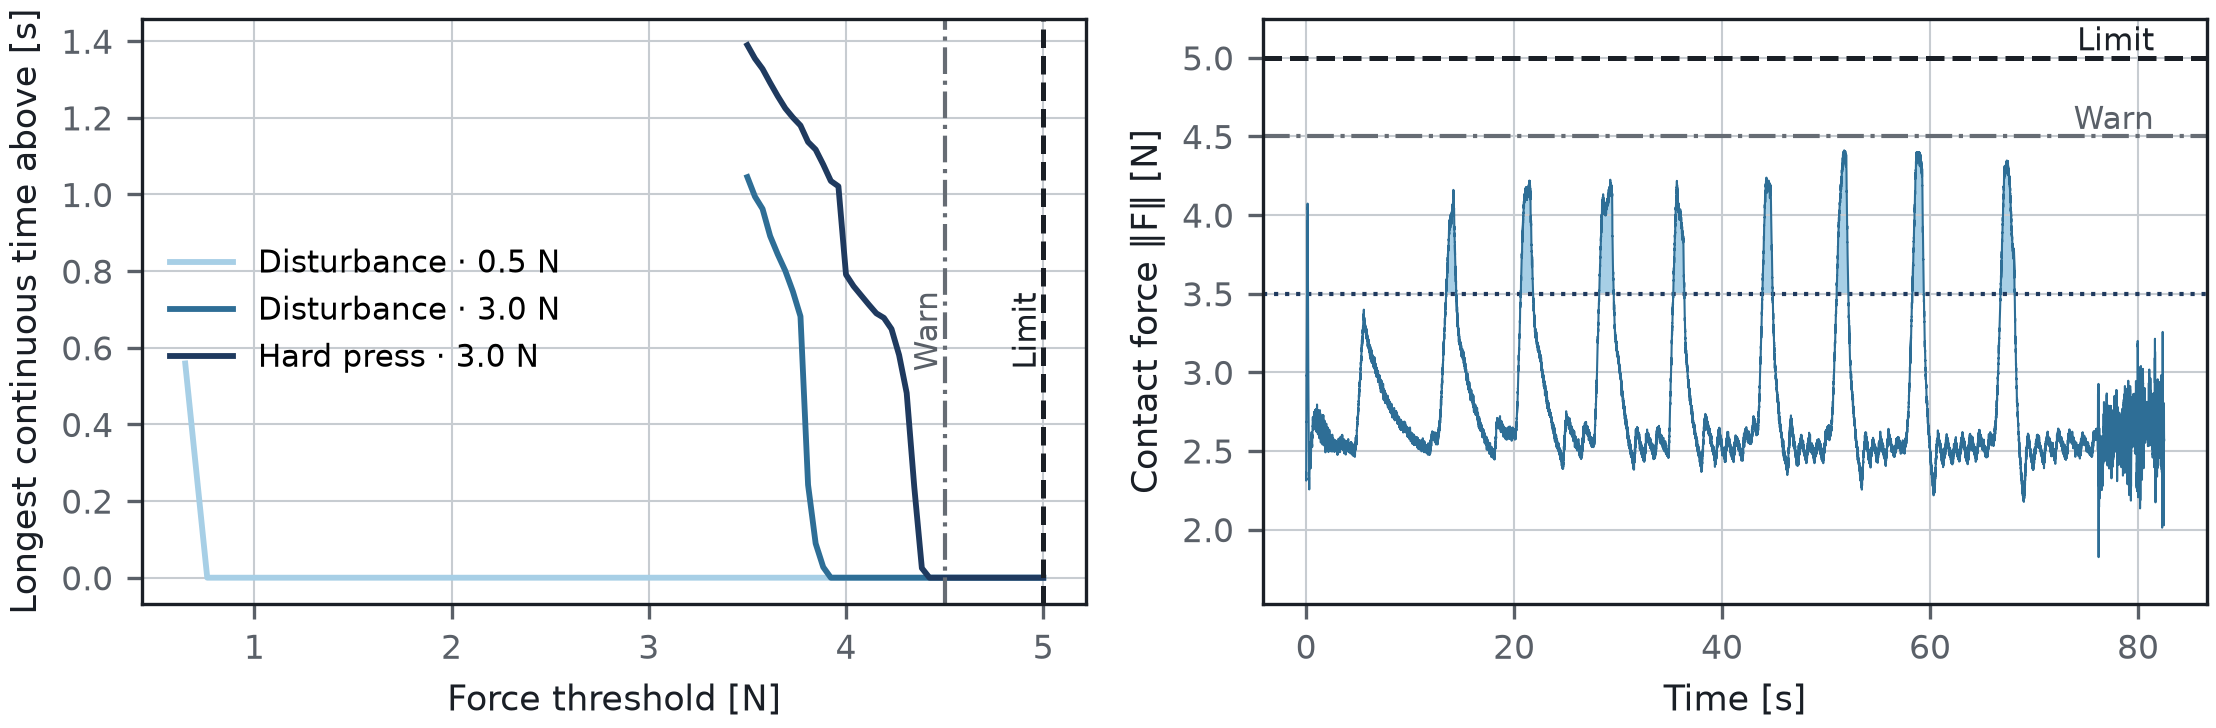 Longest continuous time above [s]
1.4
1.2
1.0
0.8
0.6
0.4
0.2
0.0
Disturbance · 0.5 N
Disturbance · 3.0 N
Hard press · 3.0 N
Warn
Limit
1 2 3 4 5
Force threshold [N]
Contact force ‖F‖ [N]
5.0
4.5
4.0
3.5
3.0
2.5
2.0
Limit
Warn
0 20 40 60 80
Time [s]